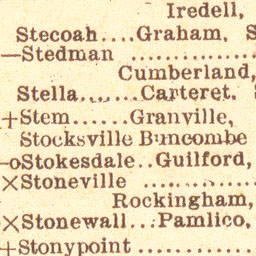 Iredell,
Stecoah....Graham, S
—Stedman ................
Cumberland,
Stella......Carteret.
+Stem......Granville,
Stocksville Buncombe
–oStokesdale..Guilford,
×Stoneville ..............
Rockingham,
×Stonewall...Pamlico,
+Stonypoint..............